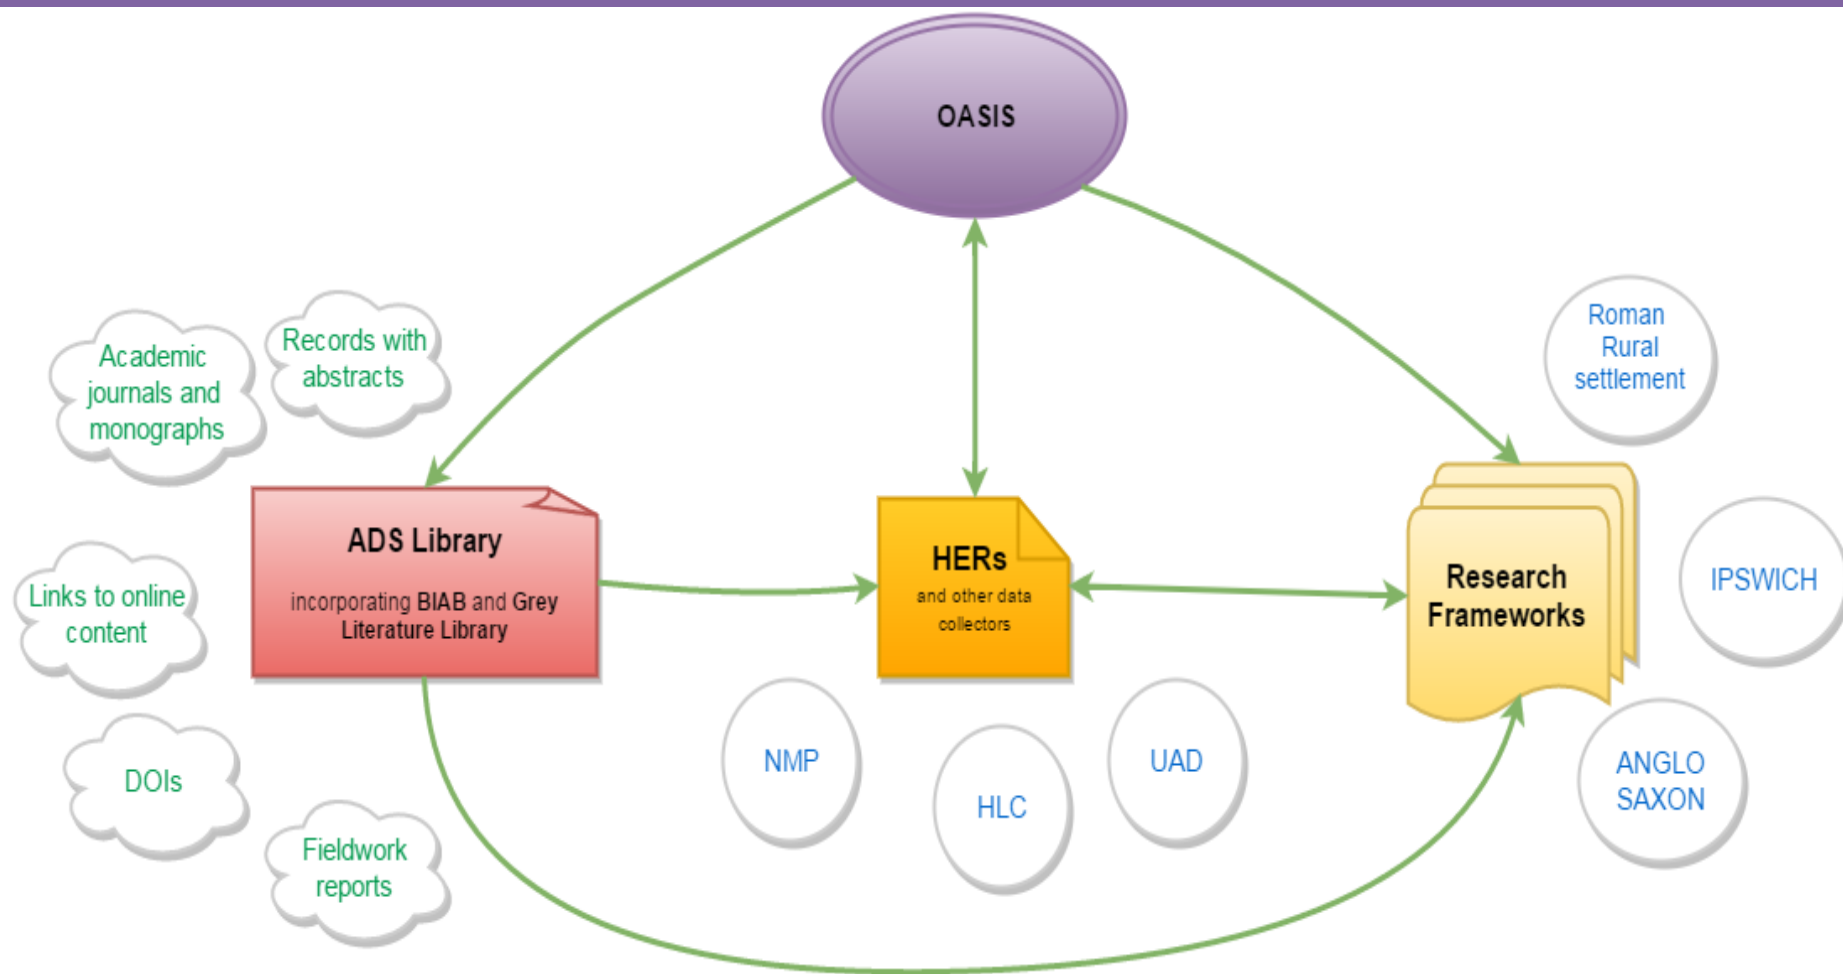 OASIS
Academic
journals and
monographs
Records with
abstracts
Links to online
content
DOIs
Fieldwork
reports
ADS Library
incorporating BIAB and Grey
Literature Library
HERs
and other data
collectors
NMP
HLC
UAD
Research
Frameworks
Roman
Rural
settlement
IPSWICH
ANGLO
SAXON